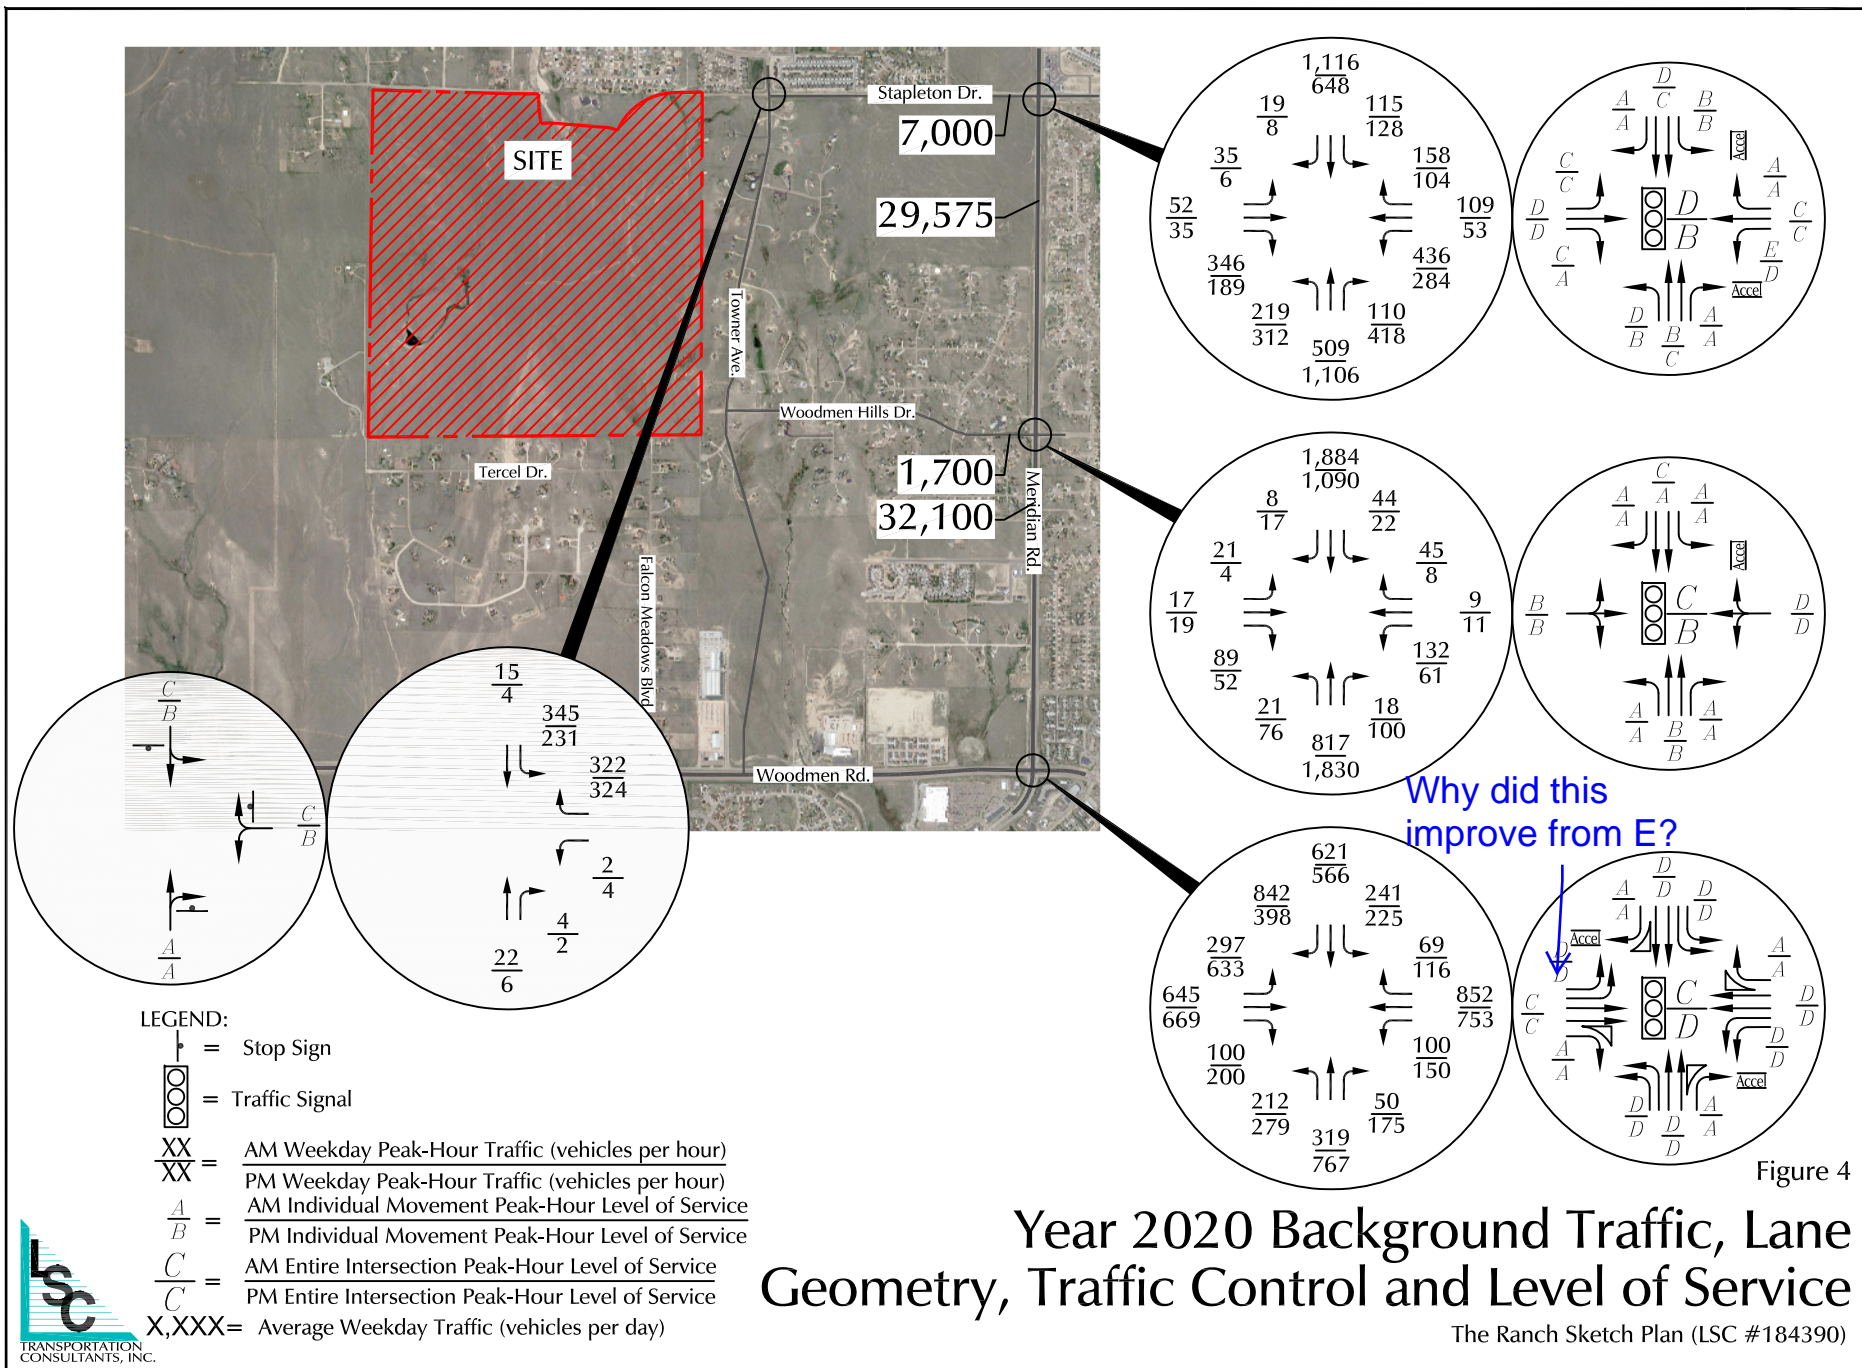 SITE
Stapleton Dr.
7,000
29,575
Towner Ave.
Woodmen Hills Dr.
1,700
32,100
Meridian Rd.
Tercel Dr.
Falcon Meadows Blvd
Woodmen Rd.
1,116
648
19
8
115
128
35
6
158
104
52
35
109
53
346
189
436
284
219
312
110
418
509
1,106
D
C
A
A
B
B
Accel
C
C
A
A
D
D
D
B
C
C
C
A
E
D
Accel
D
B
B
C
A
A
1,884
1,090
8
17
44
22
21
4
45
8
17
19
9
11
89
52
132
61
21
76
18
100
817
1,830
C
A
A
A
A
A
Accel
B
B
C
B
D
D
A
A
B
B
A
A
Why did this
improve from E?
621
566
842
398
241
225
297
633
69
116
645
669
852
753
100
200
100
150
212
279
50
175
319
767
D
D
A
A
D
D
Accel
D
D
A
A
C
C
C
D
D
D
A
A
D
D
Accel
D
D
D
D
A
A
C
B
C
B
A
A
15
4
345
231
322
324
2
4
4
2
22
6
LEGEND:
= Stop Sign
= Traffic Signal
XX
XX
= AM Weekday Peak-Hour Traffic (vehicles per hour)
PM Weekday Peak-Hour Traffic (vehicles per hour)
A
B
= AM Individual Movement Peak-Hour Level of Service
PM Individual Movement Peak-Hour Level of Service
C
C
= AM Entire Intersection Peak-Hour Level of Service
PM Entire Intersection Peak-Hour Level of Service
X,XXX= Average Weekday Traffic (vehicles per day)
LSC
TRANSPORTATION
CONSULTANTS, INC.
Figure 4
Year 2020 Background Traffic, Lane
Geometry, Traffic Control and Level of Service
The Ranch Sketch Plan (LSC #184390)